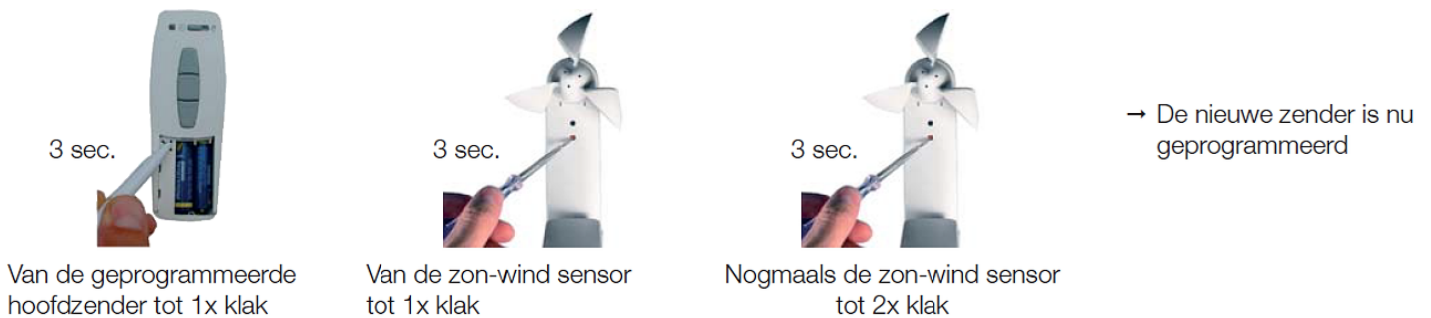 3 sec.
Van de geprogrammeerde
hoofdzender tot 1x klak
3 sec.
Van de zon-wind sensor
tot 1x klak
3 sec.
Nogmaals de zon-wind sensor
tot 2x klak
→ De nieuwe zender is nu
geprogrammeerd